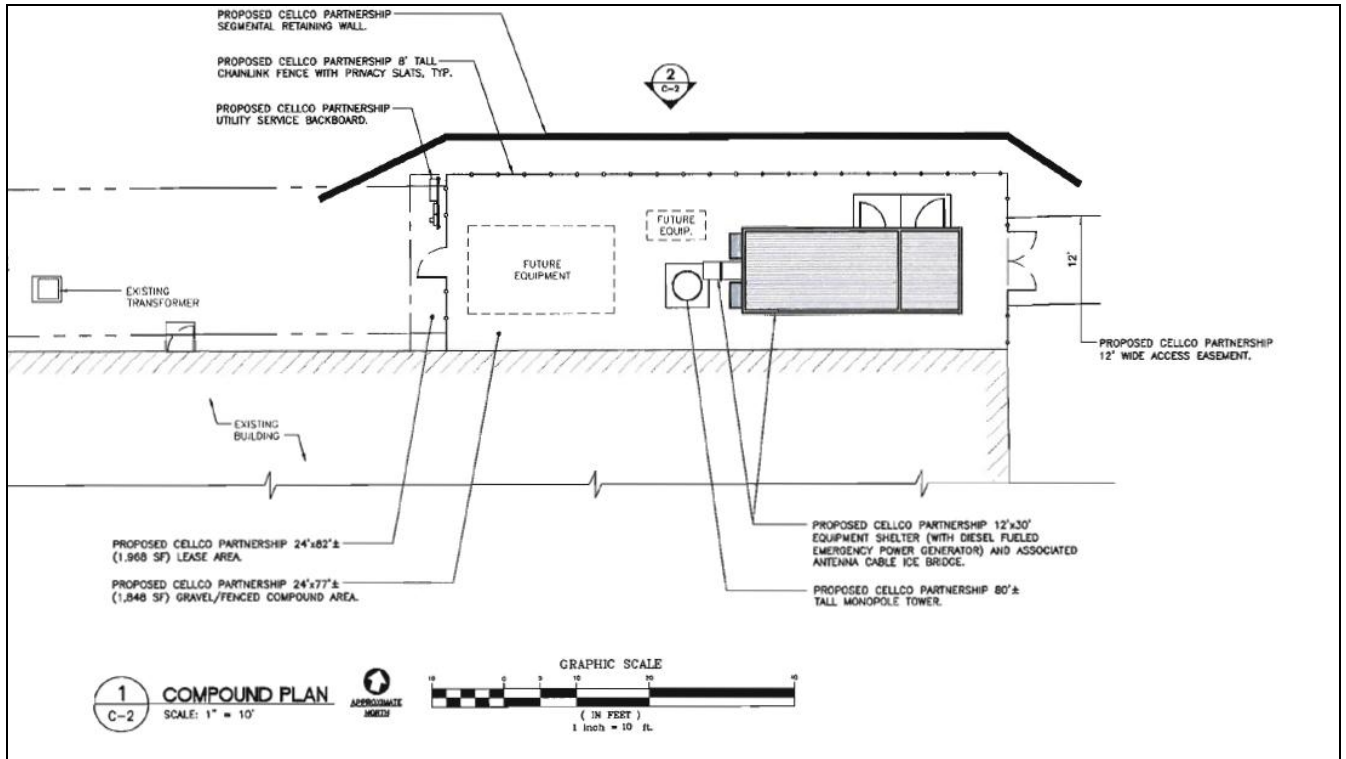 PROPOSED CELLCO PARTNERSHIP
SEGMENTAL RETAINING WALL.
PROPOSED CELLCO PARTNERSHIP 8' TALL
CHAINLINK FENCE WITH PRIVACY SLATS, TYP.
PROPOSED CELLCO PARTNERSHIP
UTILITY SERVICE BACKBOARD.
2
C-2
FUTURE
EQUIP.
FUTURE
EQUIPMENT
12'
EXISTING
TRANSFORMER
PROPOSED CELLCO PARTNERSHIP
12' WIDE ACCESS EASEMENT.
EXISTING
BUILDING
PROPOSED CELLCO PARTNERSHIP 24'x82'±
(1,968 SF) LEASE AREA.
PROPOSED CELLCO PARTNERSHIP 24'x77'±
(1,848 SF) GRAVEL/FENCED COMPOUND AREA.
PROPOSED CELLCO PARTNERSHIP 12'x30'
EQUIPMENT SHELTER (WITH DIESEL FUELED
EMERGENCY POWER GENERATOR) AND ASSOCIATED
ANTENNA CABLE ICE BRIDGE.
PROPOSED CELLCO PARTNERSHIP 80'±
TALL MONOPOLE TOWER.
1
C-2
COMPOUND PLAN
SCALE: 1" = 10'
APPROXIMATE
NORTH
GRAPHIC SCALE
10 0 5 10 20 40
( IN FEET )
1 inch = 10 ft.